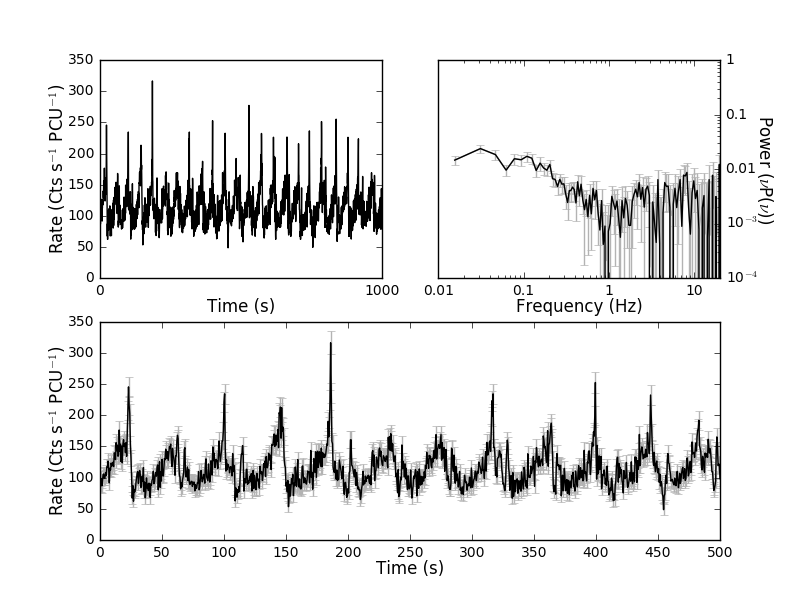 350
300
250
200
150
100
50
0
Rate (Cts s⁻¹ PCU⁻¹)
0 1000
Time (s)
1
0.1
0.01
10⁻³
10⁻⁴
Power (νP(ν))
0.01 0.1 1 10
Frequency (Hz)
350
300
250
200
150
100
50
0
Rate (Cts s⁻¹ PCU⁻¹)
0 50 100 150 200 250 300 350 400 450 500
Time (s)